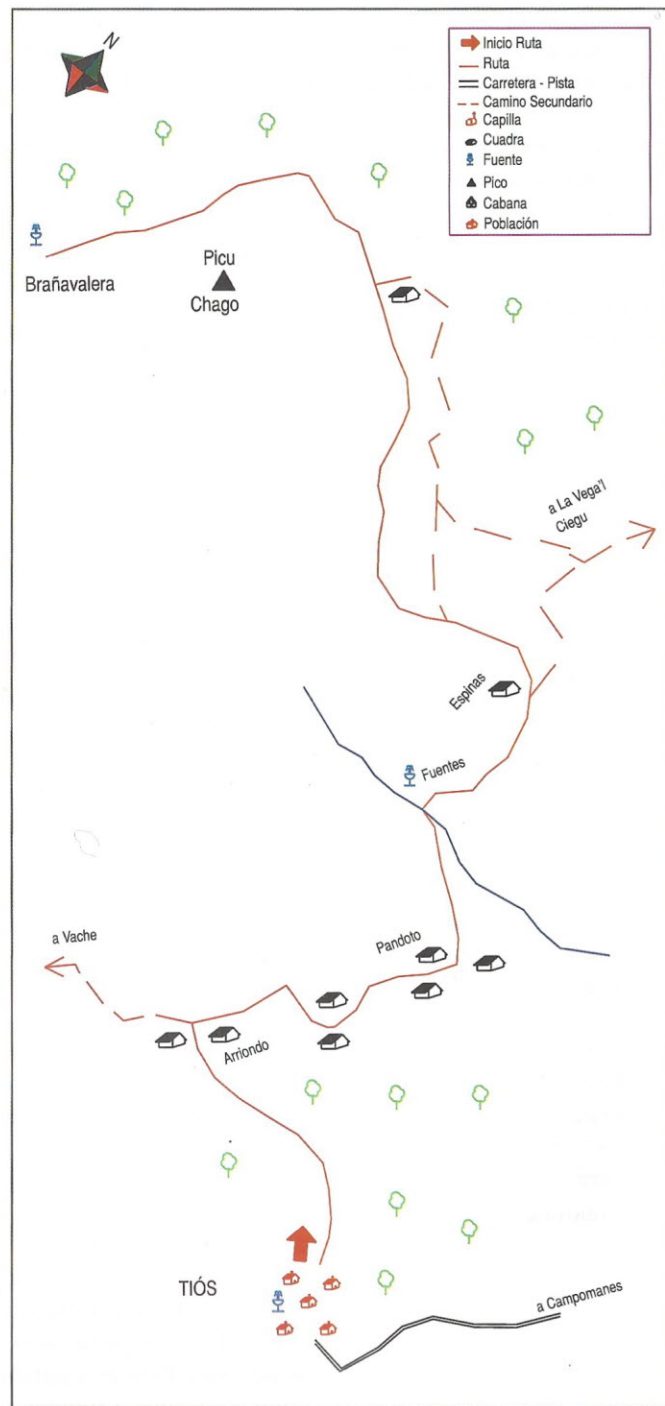 N
Inicio Ruta
Ruta
Carretera - Pista
Camino Secundario
Capilla
Cuadra
Fuente
Pico
Cabana
Población
Brañavalera
Picu
Chago
a La Vega'l
Ciegu
Espinas
Fuentes
a Vache
Pandoto
Arriondo
TIÓS
a Campomanes